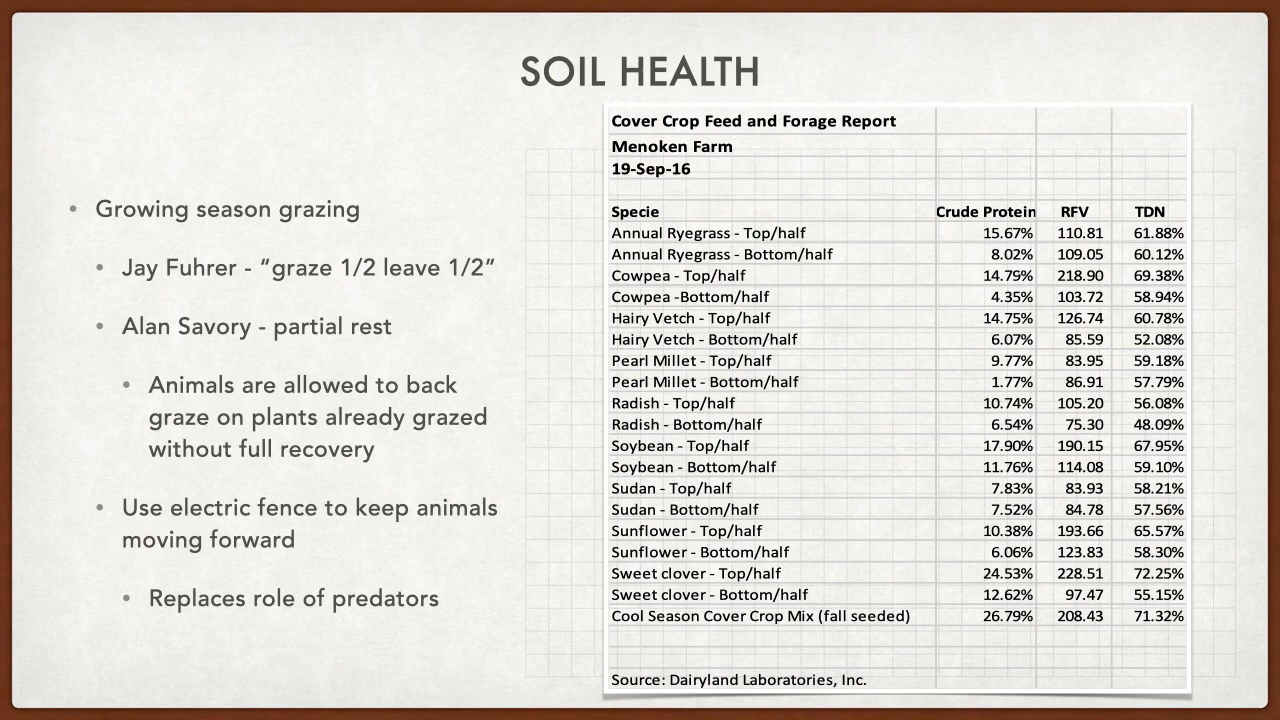 SOIL HEALTH
• Growing season grazing
• Jay Fuhrer - “graze 1/2 leave 1/2”
• Alan Savory - partial rest
• Animals are allowed to back
graze on plants already grazed
without full recovery
• Use electric fence to keep animals
moving forward
• Replaces role of predators
Cover Crop Feed and Forage Report
Menoken Farm
19-Sep-16
Specie Crude Protein RFV TDN
Annual Ryegrass - Top/half 15.67% 110.81 61.88%
Annual Ryegrass - Bottom/half 8.02% 109.05 60.12%
Cowpea - Top/half 14.79% 218.90 69.38%
Cowpea -Bottom/half 4.35% 103.72 58.94%
Hairy Vetch - Top/half 14.75% 126.74 60.78%
Hairy Vetch - Bottom/half 6.07% 85.59 52.08%
Pearl Millet - Top/half 9.77% 83.95 59.18%
Pearl Millet - Bottom/half 1.77% 86.91 57.79%
Radish - Top/half 10.74% 105.20 56.08%
Radish - Bottom/half 6.54% 75.30 48.09%
Soybean - Top/half 17.90% 190.15 67.95%
Soybean - Bottom/half 11.76% 114.08 59.10%
Sudan - Top/half 7.83% 83.93 58.21%
Sudan - Bottom/half 7.52% 84.78 57.56%
Sunflower - Top/half 10.38% 193.66 65.57%
Sunflower - Bottom/half 6.06% 123.83 58.30%
Sweet clover - Top/half 24.53% 228.51 72.25%
Sweet clover - Bottom/half 12.62% 97.47 55.15%
Cool Season Cover Crop Mix (fall seeded) 26.79% 208.43 71.32%
Source: Dairyland Laboratories, Inc.